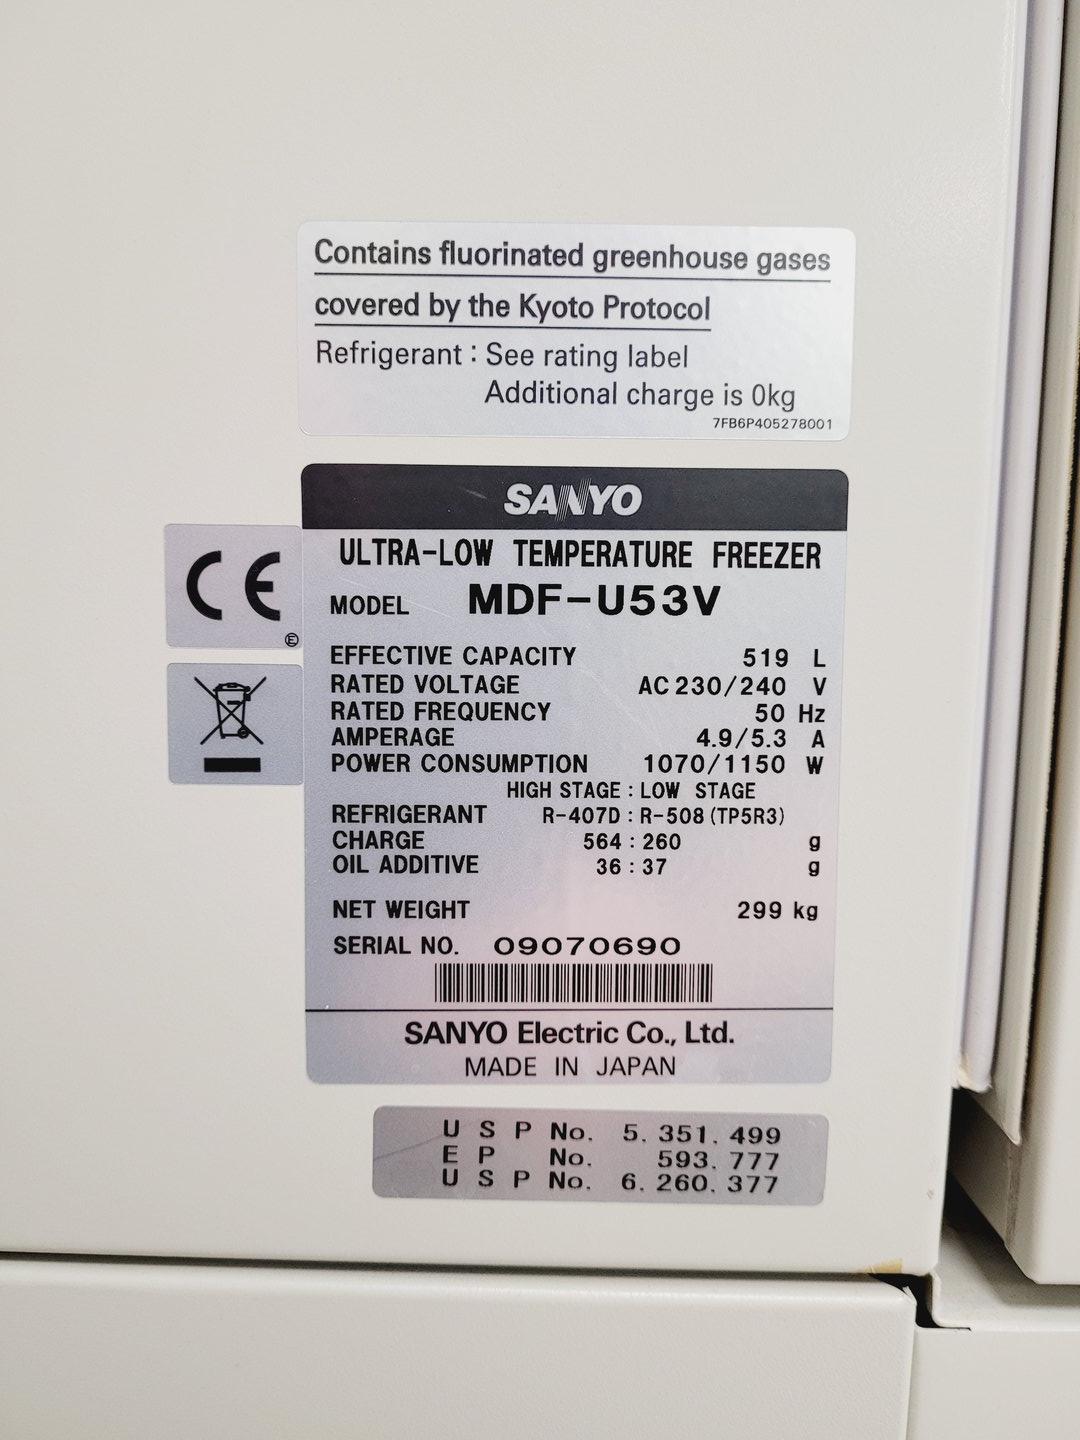 Contains fluorinated greenhouse gases
covered by the Kyoto Protocol
Refrigerant : See rating label
Additional charge is 0kg
7FB6P405278001
SANYO
CE
E
ULTRA-LOW TEMPERATURE FREEZER
MODEL MDF-U53V
EFFECTIVE CAPACITY 519 L
RATED VOLTAGE AC 230/240 V
RATED FREQUENCY 50 Hz
AMPERAGE 4.9/5.3 A
POWER CONSUMPTION 1070/1150 W
HIGH STAGE : LOW STAGE
REFRIGERANT R-407D : R-508 (TP5R3)
CHARGE 564 : 260 g
OIL ADDITIVE 36 : 37 g
NET WEIGHT 299 kg
SERIAL NO. 09070690
SANYO Electric Co., Ltd.
MADE IN JAPAN
U S P No. 5. 351. 499
E P No. 593. 777
U S P No. 6. 260. 377